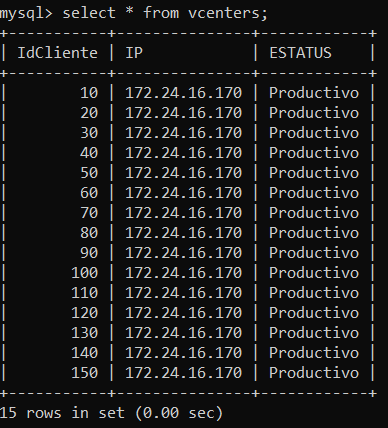 mysql> select * from vcenters;
+-----------+---------------+------------+
| IdCliente | IP            | ESTATUS    |
+-----------+---------------+------------+
|        10 | 172.24.16.170 | Productivo |
|        20 | 172.24.16.170 | Productivo |
|        30 | 172.24.16.170 | Productivo |
|        40 | 172.24.16.170 | Productivo |
|        50 | 172.24.16.170 | Productivo |
|        60 | 172.24.16.170 | Productivo |
|        70 | 172.24.16.170 | Productivo |
|        80 | 172.24.16.170 | Productivo |
|        90 | 172.24.16.170 | Productivo |
|       100 | 172.24.16.170 | Productivo |
|       110 | 172.24.16.170 | Productivo |
|       120 | 172.24.16.170 | Productivo |
|       130 | 172.24.16.170 | Productivo |
|       140 | 172.24.16.170 | Productivo |
|       150 | 172.24.16.170 | Productivo |
+-----------+---------------+------------+
15 rows in set (0.00 sec)